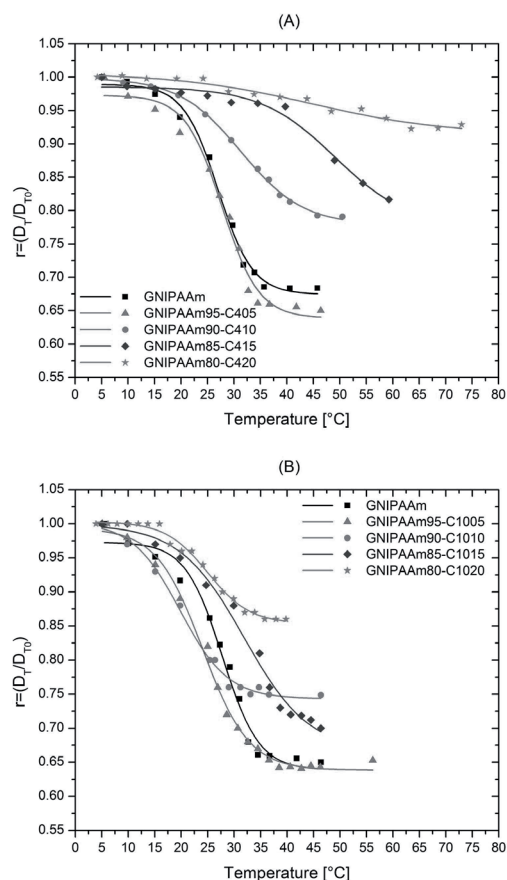 (A)
r=(D_T/D_T0)
1.05
1.00
0.95
0.90
0.85
0.80
0.75
0.70
0.65
0.60
0.55
GNIPAAm
GNIPAAm95-C405
GNIPAAm90-C410
GNIPAAm85-C415
GNIPAAm80-C420
0 5 10 15 20 25 30 35 40 45 50 55 60 65 70 75 80
Temperature [°C]
(B)
r=(D_T/D_T0)
1.05
1.00
0.95
0.90
0.85
0.80
0.75
0.70
0.65
0.60
0.55
GNIPAAm
GNIPAAm95-C1005
GNIPAAm90-C1010
GNIPAAm85-C1015
GNIPAAm80-C1020
0 5 10 15 20 25 30 35 40 45 50 55 60 65 70 75 80
Temperature [°C]